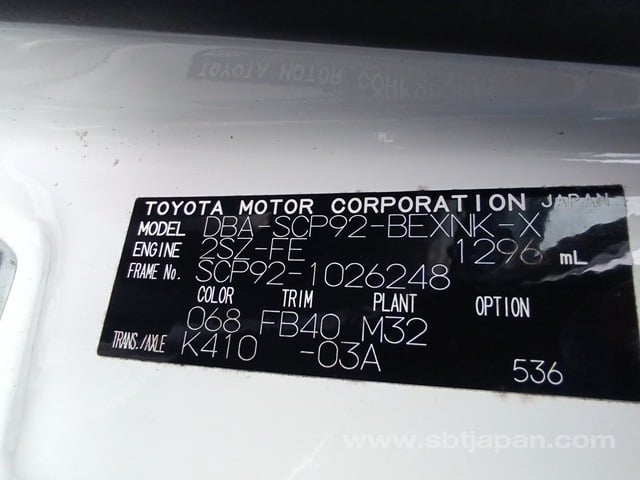 TOYOTA MOTOR CORPORATION JAPAN
MODEL DBA-SCP92-BEXNK-X
ENGINE 2SZ-FE 1296 mL
FRAME No. SCP92-1026248
COLOR TRIM PLANT OPTION
068 FB40 M32
TRANS./AXLE K410 -03A
536
www.sbtjapan.com